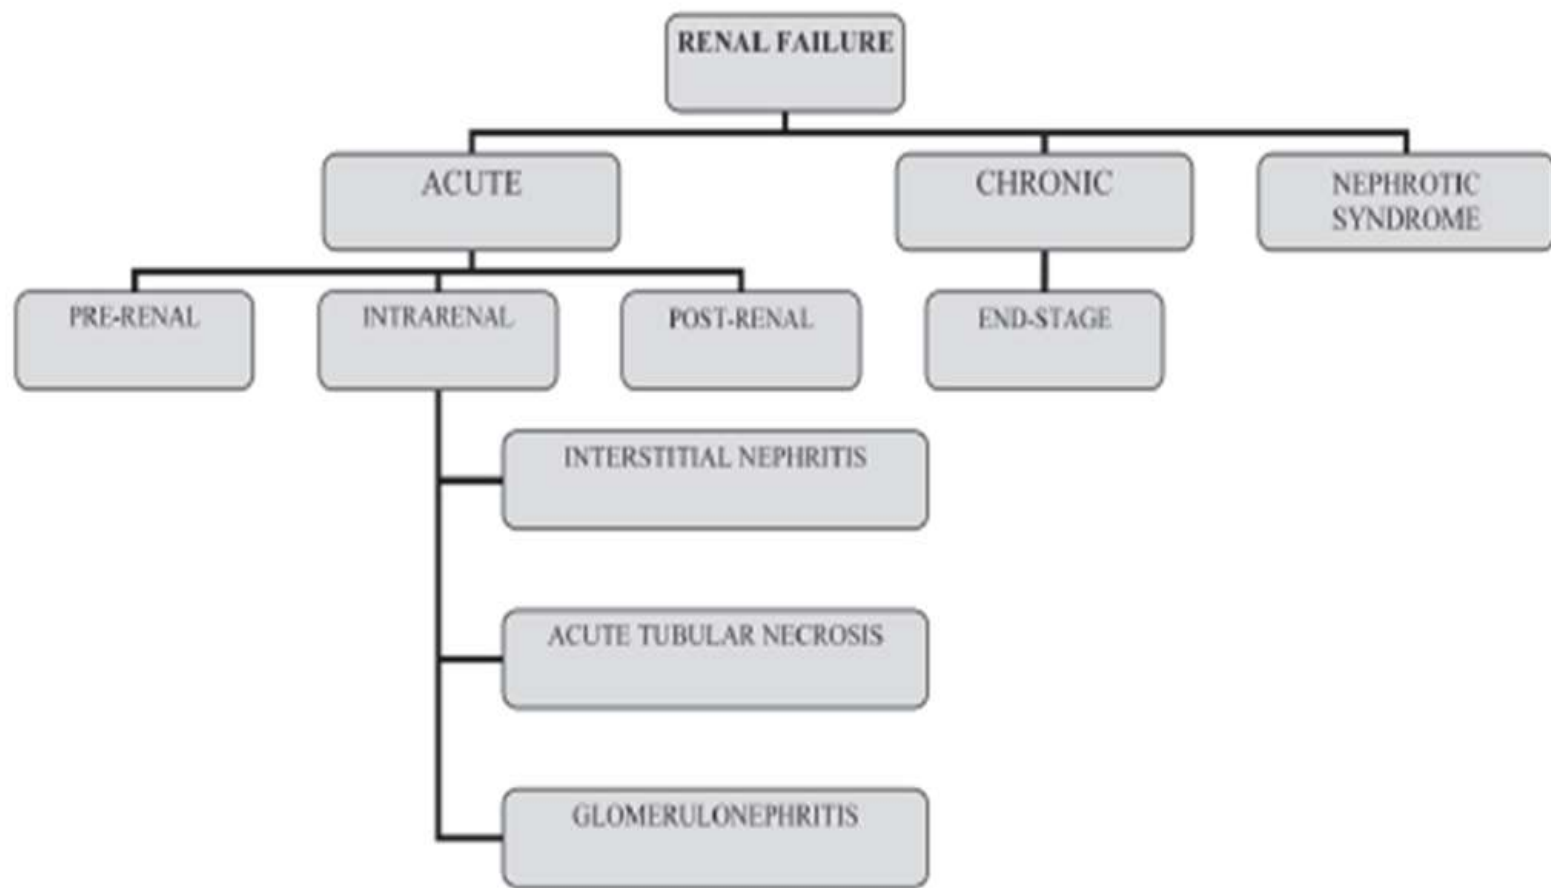 RENAL FAILURE
ACUTE
CHRONIC
NEPHROTIC
SYNDROME
PRE-RENAL
INTRARENAL
POST-RENAL
END-STAGE
INTERSTITIAL NEPHRITIS
ACUTE TUBULAR NECROSIS
GLOMERULONEPHRITIS